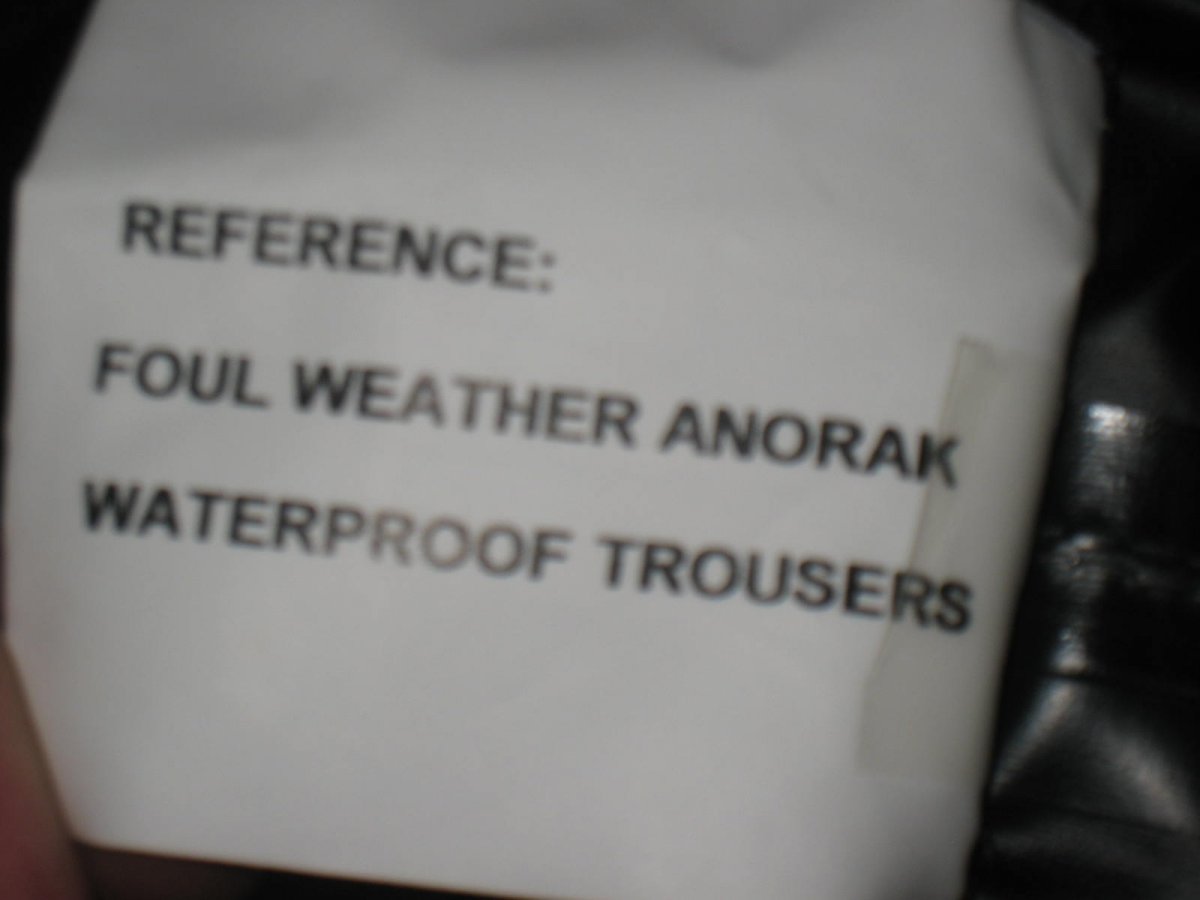 REFERENCE:
FOUL WEATHER ANORAK
WATERPROOF TROUSERS